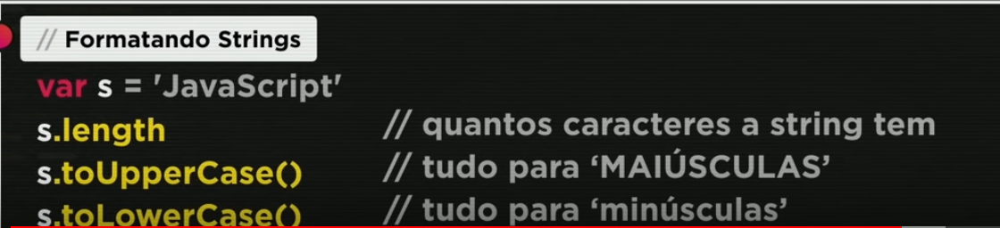 // Formatando Strings
var s = 'JavaScript'
s.length // quantos caracteres a string tem
s.toUpperCase() // tudo para ‘MAIÚSCULAS’
s.toLowerCase() // tudo para ‘minúsculas’